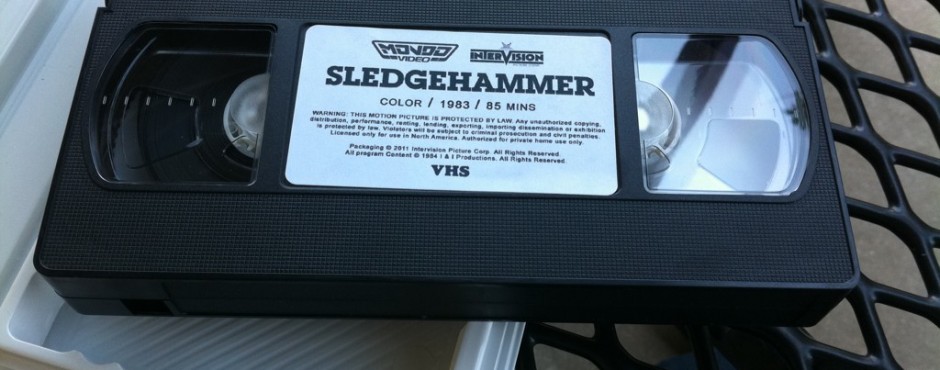 MONDO VIDEO
INTERVISION
SLEDGEHAMMER
COLOR / 1983 / 85 MINS
WARNING: THIS MOTION PICTURE IS PROTECTED BY LAW. Any unauthorized copying,
distribution, performance, renting, lending, exporting, importing dissemination or exhibition
is protected by law. Violators will be subject to criminal prosecution and civil penalties.
Licensed only for use in North America. Authorized for private home use only.
Packaging © 2011 Intervision Picture Corp. All Rights Reserved.
All program Content © 1984 I & I Productions. All Rights Reserved.
VHS